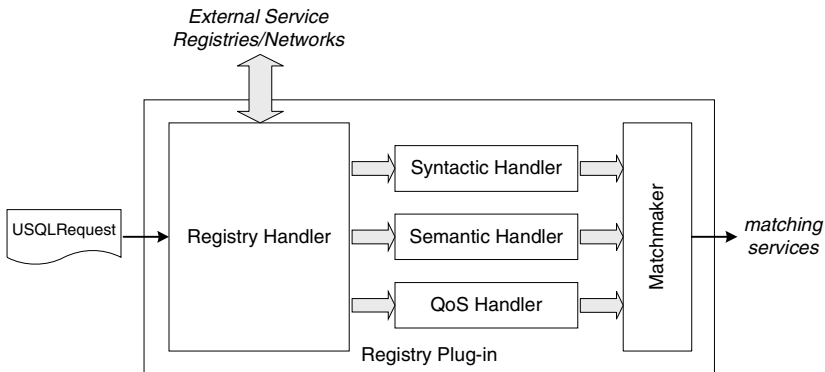 External Service
Registries/Networks
Syntactic Handler
USQLRequest
Registry Handler
Semantic Handler
Matchmaker
matching
services
QoS Handler
Registry Plug-in